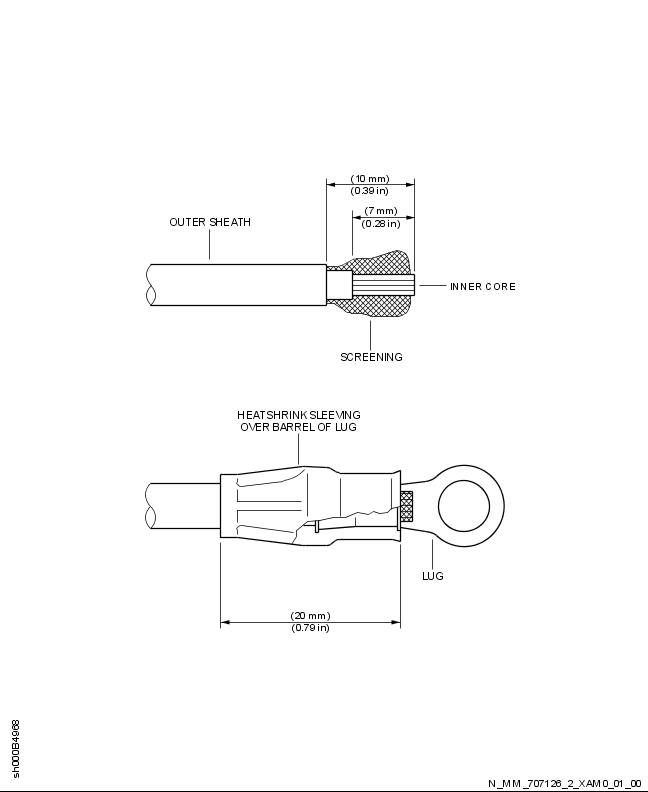 (10 mm)
(0.39 in)
(7 mm)
(0.28 in)
OUTER SHEATH
INNER CORE
SCREENING
HEATSHRINK SLEEVING
OVER BARREL OF LUG
LUG
(20 mm)
(0.79 in)
sh000B4968
N_MM_707126_2_XAM0_01_00